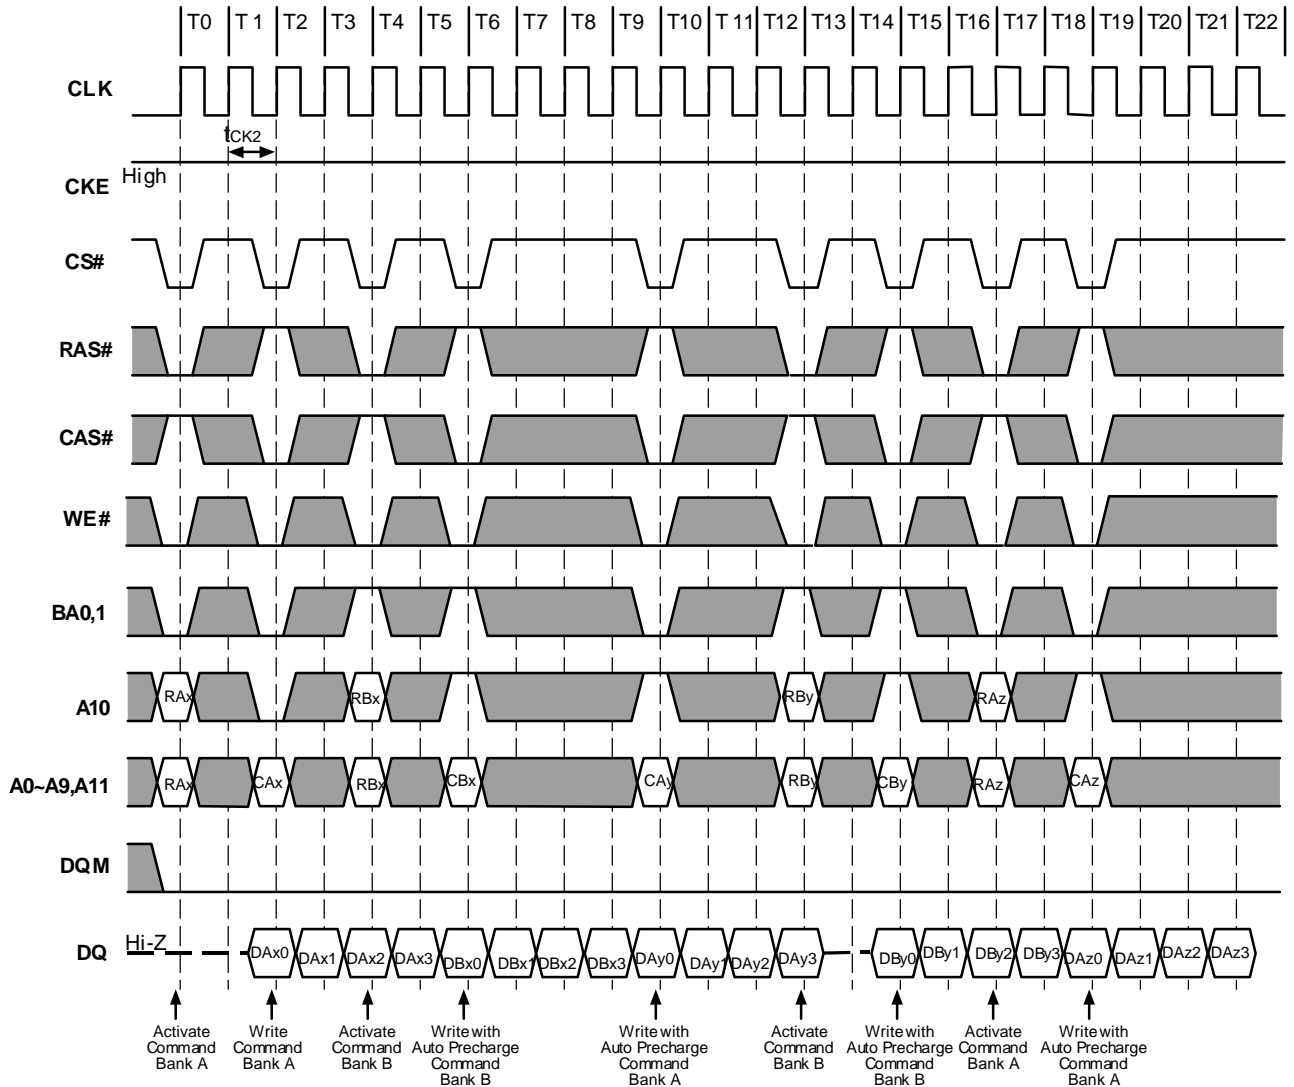 T0 T 1 T2 T3 T4 T5 T6 T7 T8 T9 T10 T 11 T12 T13 T14 T15 T16 T17 T18 T19 T20 T21 T22
CLK
tCK2
CKE High
CS#
RAS#
CAS#
WE#
BA0,1
A10 RAx RBx RBy RAz
A0~A9,A11 RAx CAx RBx CBx CAy RBy CBy RAz CAz
DQM
DQ Hi-Z DAx0 DAx1 DAx2 DAx3 DBx0 DBx1 DBx2 DBx3 DAy0 DAy1 DAy2 DAy3 DBy0 DBy1 DBy2 DBy3 DAz0 DAz1 DAz2 DAz3
Activate
Command
Bank A
Write
Command
Bank A
Activate
Command
Bank B
Write with
Auto Precharge
Command
Bank B
Write with
Auto Precharge
Command
Bank A
Activate
Command
Bank B
Write with
Auto Precharge
Command
Bank B
Activate
Command
Bank A
Write with
Auto Precharge
Command
Bank A